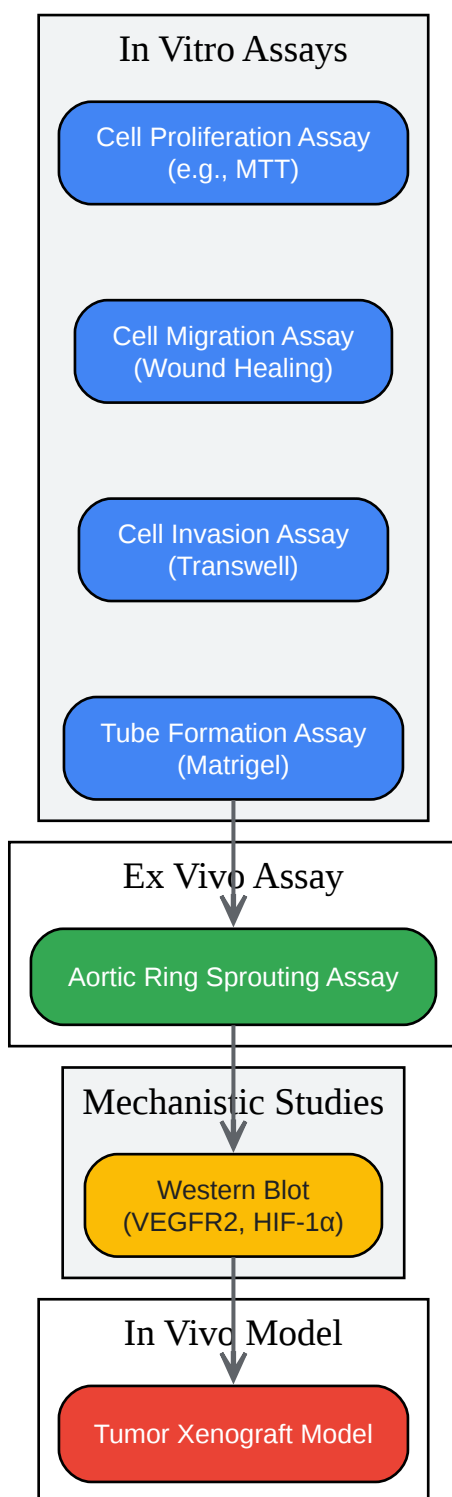 In Vitro Assays
Cell Proliferation Assay
(e.g., MTT)
Cell Migration Assay
(Wound Healing)
Cell Invasion Assay
(Transwell)
Tube Formation Assay
(Matrigel)
Ex Vivo Assay
Aortic Ring Sprouting Assay
Mechanistic Studies
Western Blot
(VEGFR2, HIF-1α)
In Vivo Model
Tumor Xenograft Model